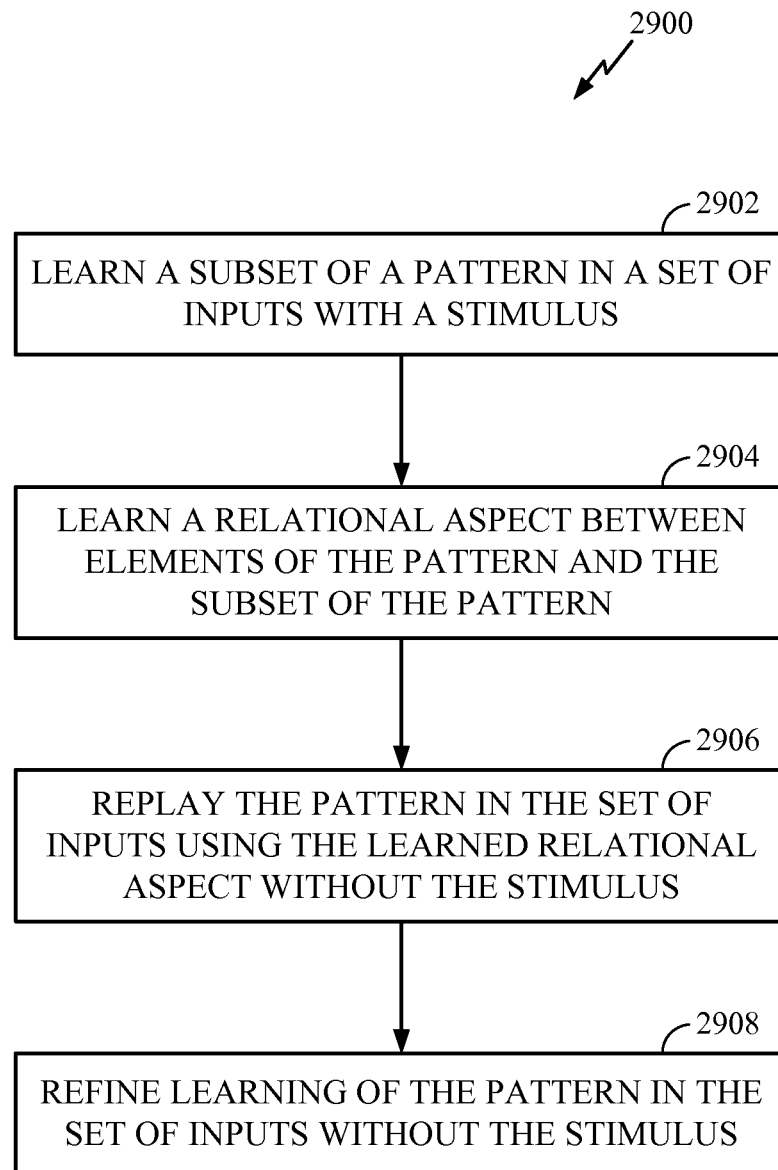 2900
2902
LEARN A SUBSET OF A PATTERN IN A SET OF
INPUTS WITH A STIMULUS
2904
LEARN A RELATIONAL ASPECT BETWEEN
ELEMENTS OF THE PATTERN AND THE
SUBSET OF THE PATTERN
2906
REPLAY THE PATTERN IN THE SET OF
INPUTS USING THE LEARNED RELATIONAL
ASPECT WITHOUT THE STIMULUS
2908
REFINE LEARNING OF THE PATTERN IN THE
SET OF INPUTS WITHOUT THE STIMULUS